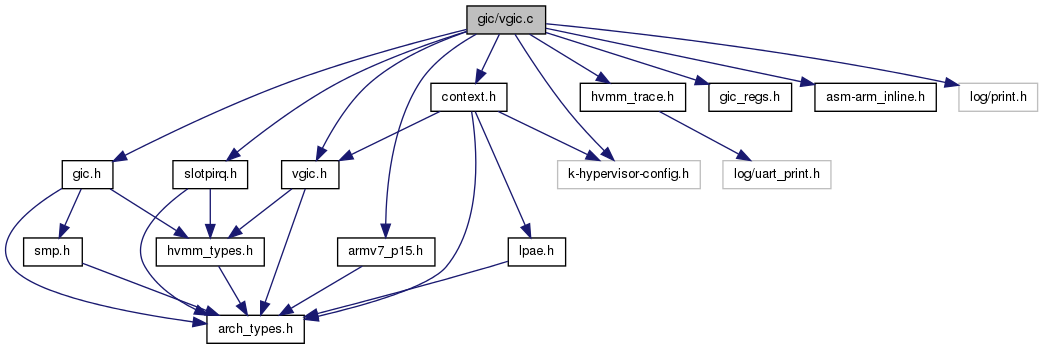 gic/vgic.c
context.h
hvmm_trace.h
gic_regs.h
asm-arm_inline.h
log/print.h
gic.h
slotpirq.h
vgic.h
k-hypervisor-config.h
log/uart_print.h
smp.h
hvmm_types.h
armv7_p15.h
lpae.h
arch_types.h